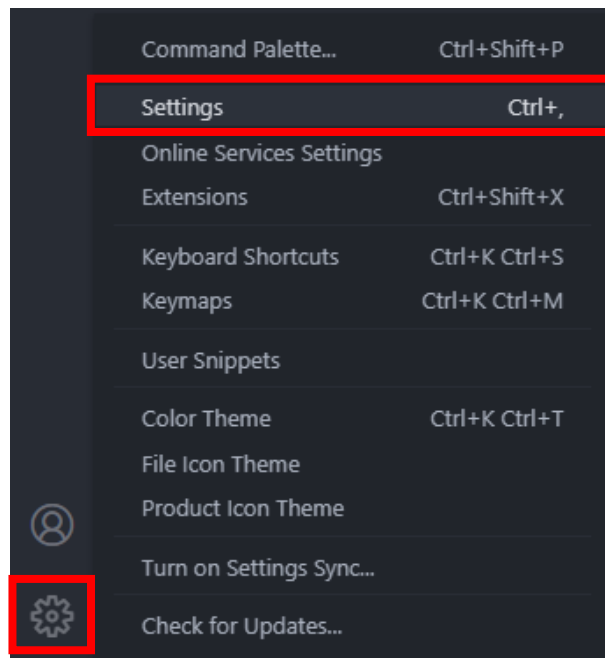 Command Palette... Ctrl+Shift+P
Settings Ctrl+,
Online Services Settings
Extensions Ctrl+Shift+X
Keyboard Shortcuts Ctrl+K Ctrl+S
Keymaps Ctrl+K Ctrl+M
User Snippets
Color Theme Ctrl+K Ctrl+T
File Icon Theme
Product Icon Theme
Turn on Settings Sync...
Check for Updates...